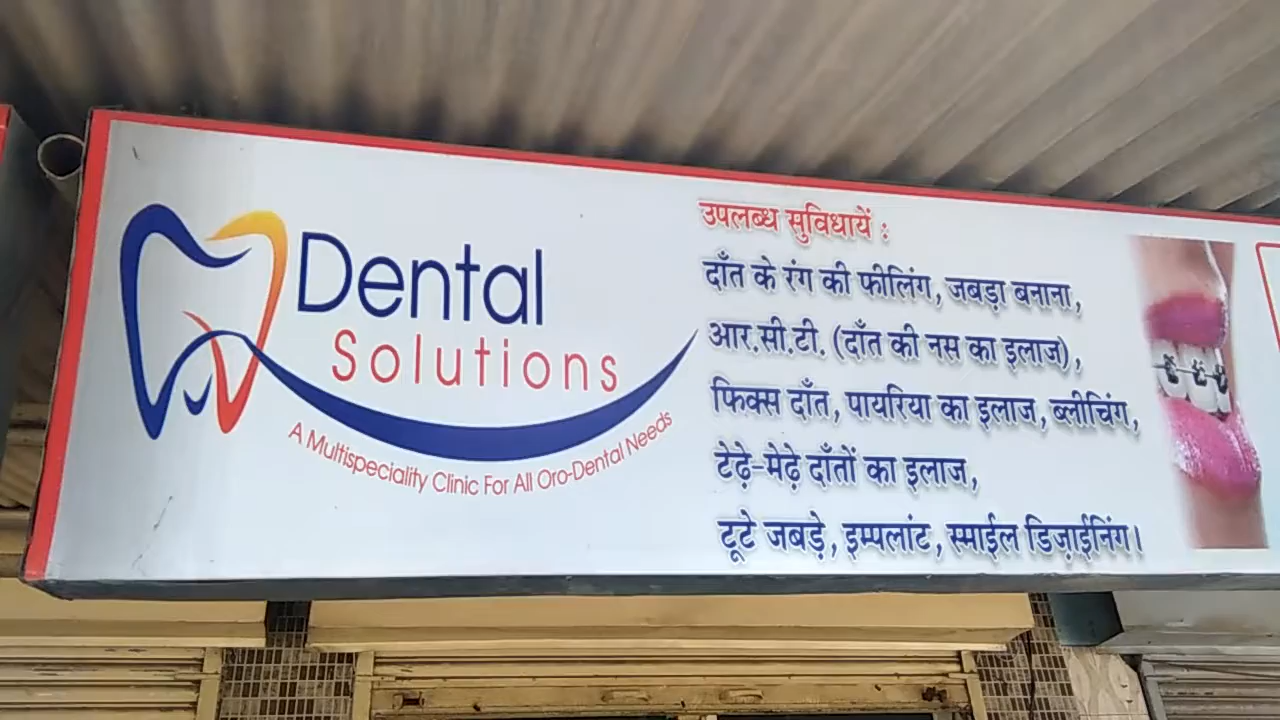 Dental
Solutions
A Multispeciality Clinic For All Oro-Dental Needs
उपलब्ध सुविधायें :
दाँत के रंग की फीलिंग, जबड़ा बनाना,
आर.सी.टी. (दाँत की नस का इलाज),
फिक्स दाँत, पायरिया का इलाज, ब्लीचिंग,
टेढ़े-मेढ़े दाँतों का इलाज,
टूटे जबड़े, इम्पलांट, स्माईल डिज़ाईनिंग।